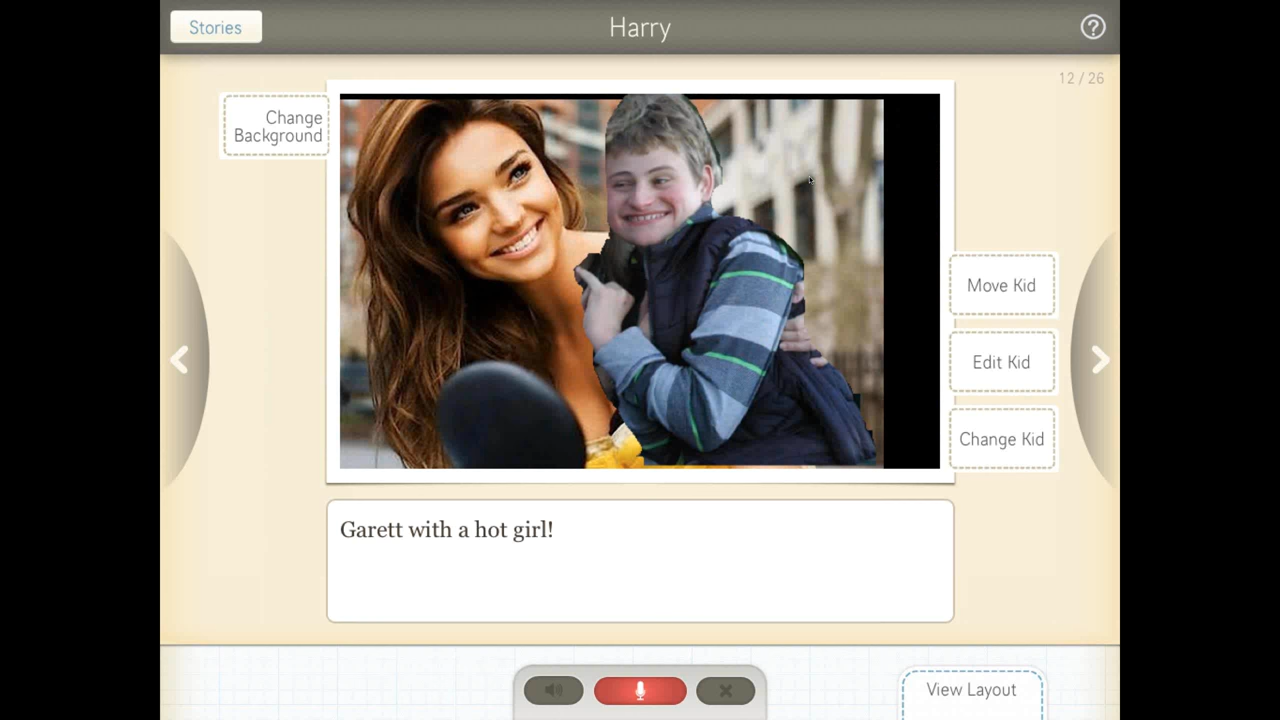 Stories
Harry
?
12 / 26
Change
Background
Move Kid
Edit Kid
Change Kid
Garett with a hot girl!
View Layout